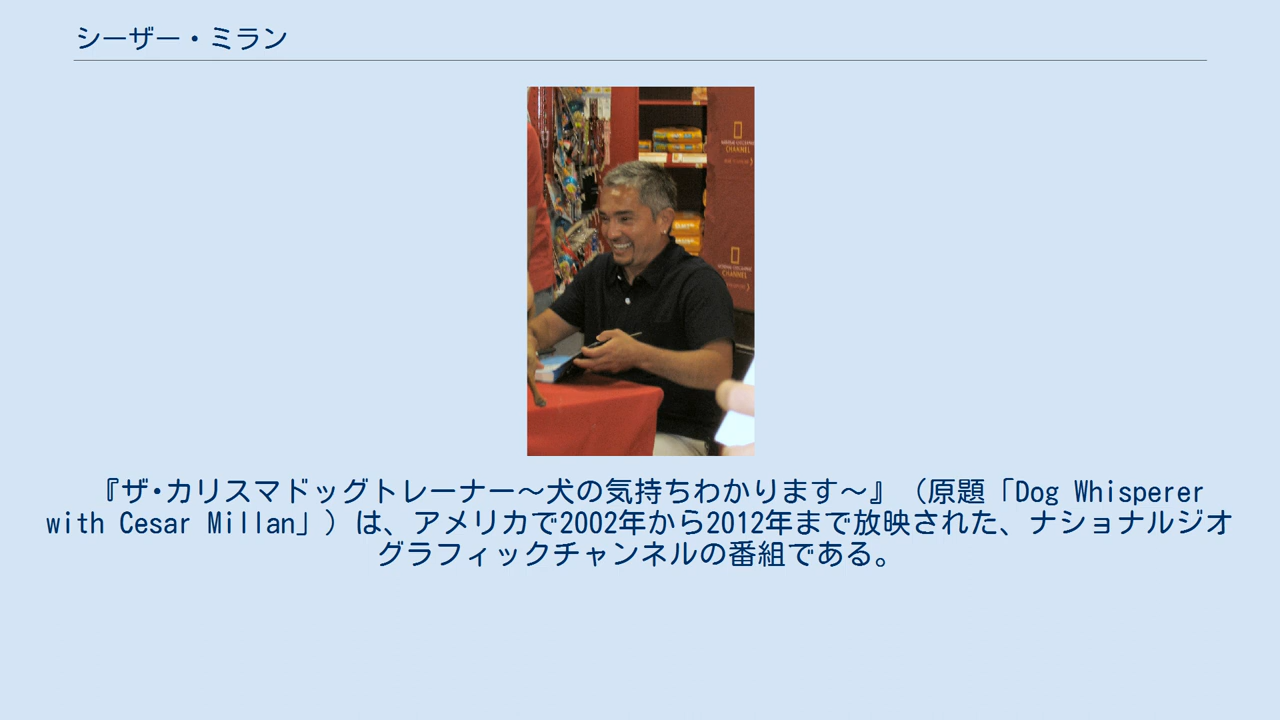 シーザー・ミラン
CHANNEL
CHANNEL
『ザ・カリスマドッグトレーナー〜犬の気持ちわかります〜』（原題「Dog Whisperer
with Cesar Millan」）は、アメリカで2002年から2012年まで放映された、ナショナルジオ
グラフィックチャンネルの番組である。